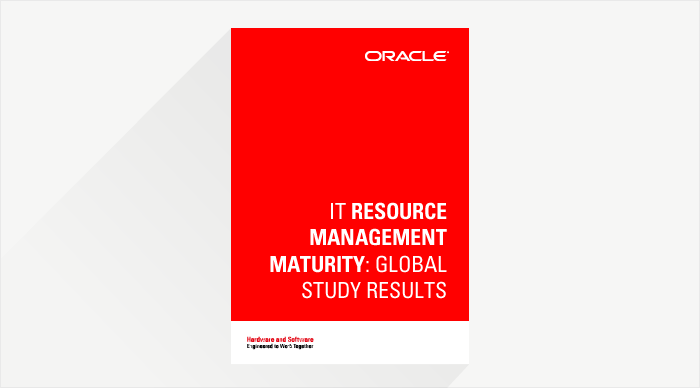 ORACLE
IT RESOURCE
MANAGEMENT
MATURITY: GLOBAL
STUDY RESULTS
Hardware and Software
Engineered to Work Together